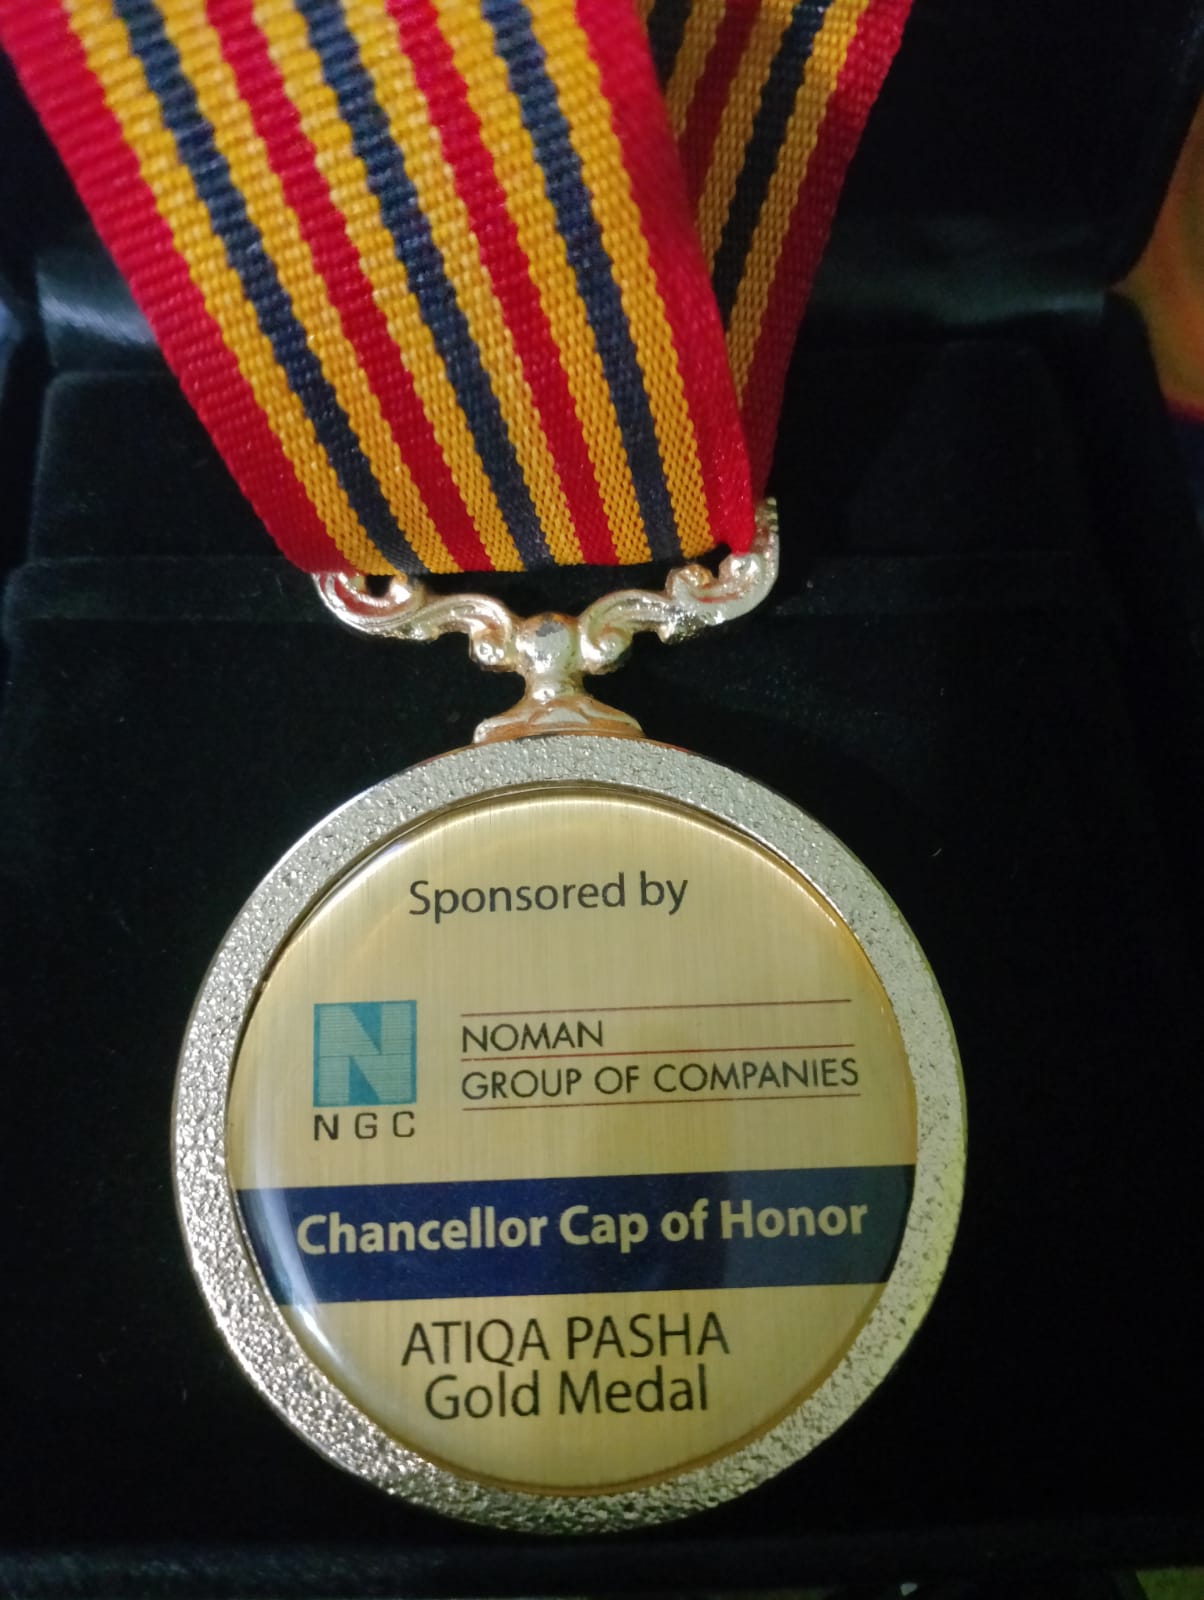 Sponsored by
N
NGC
NOMAN
GROUP OF COMPANIES
Chancellor Cap of Honor
ATIQA PASHA
Gold Medal